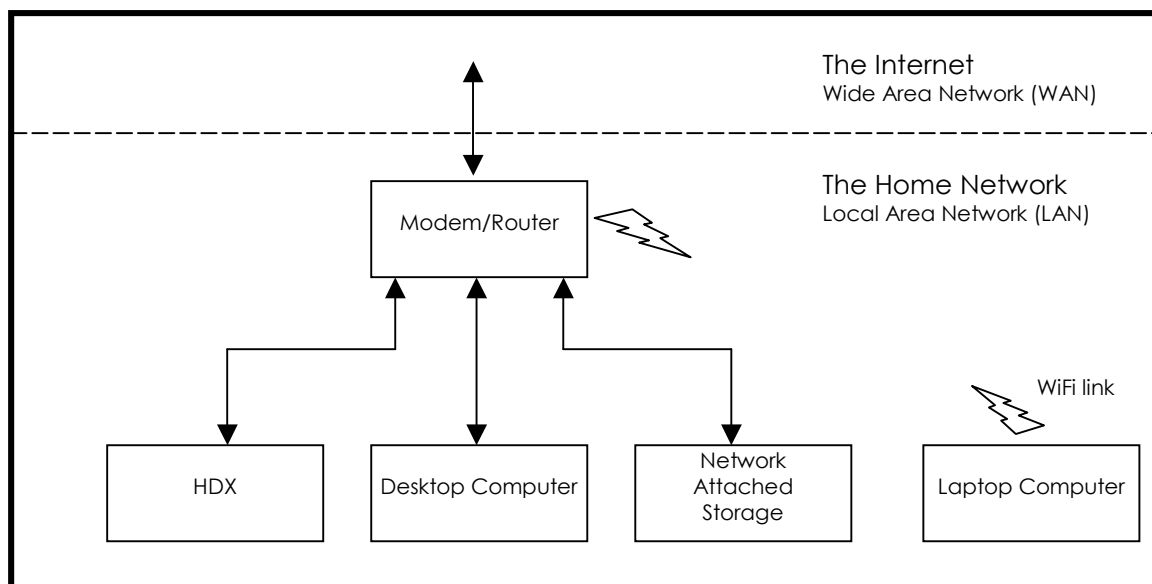 The Internet
Wide Area Network (WAN)
The Home Network
Local Area Network (LAN)
Modem/Router
WiFi link
HDX
Desktop Computer
Network
Attached
Storage
Laptop Computer